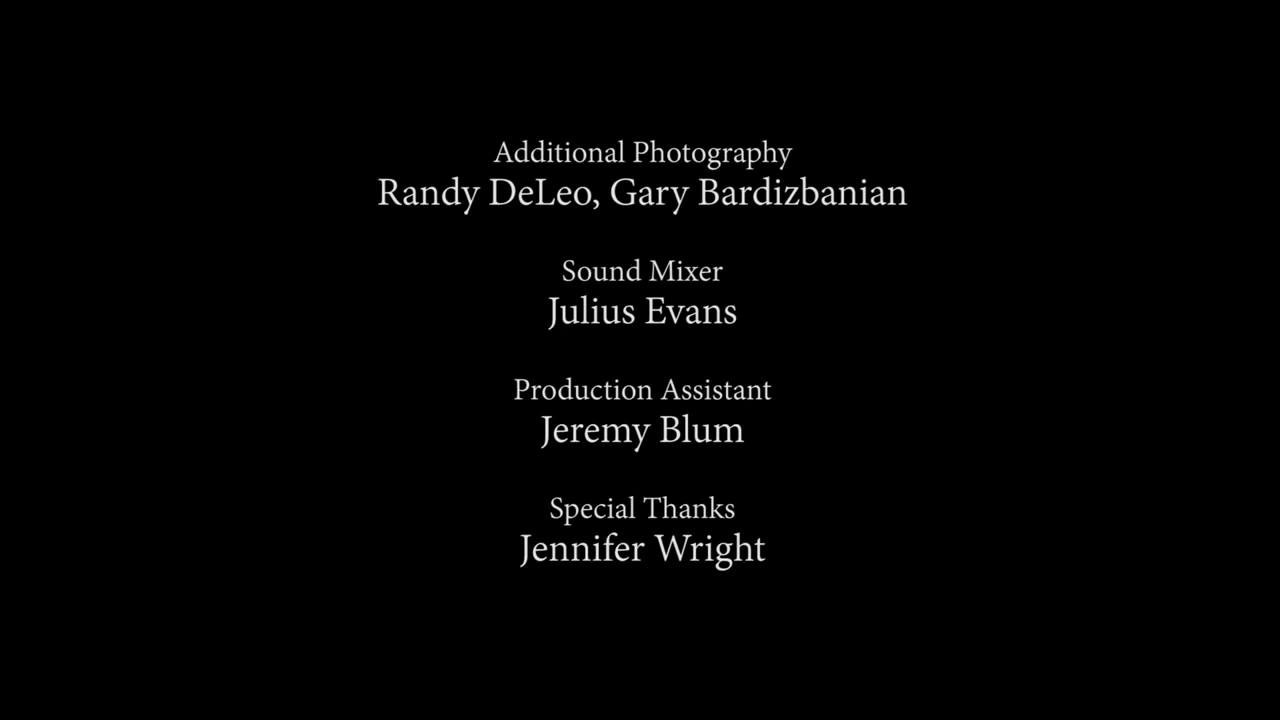 Additional Photography
Randy DeLeo, Gary Bardizbanian
Sound Mixer
Julius Evans
Production Assistant
Jeremy Blum
Special Thanks
Jennifer Wright